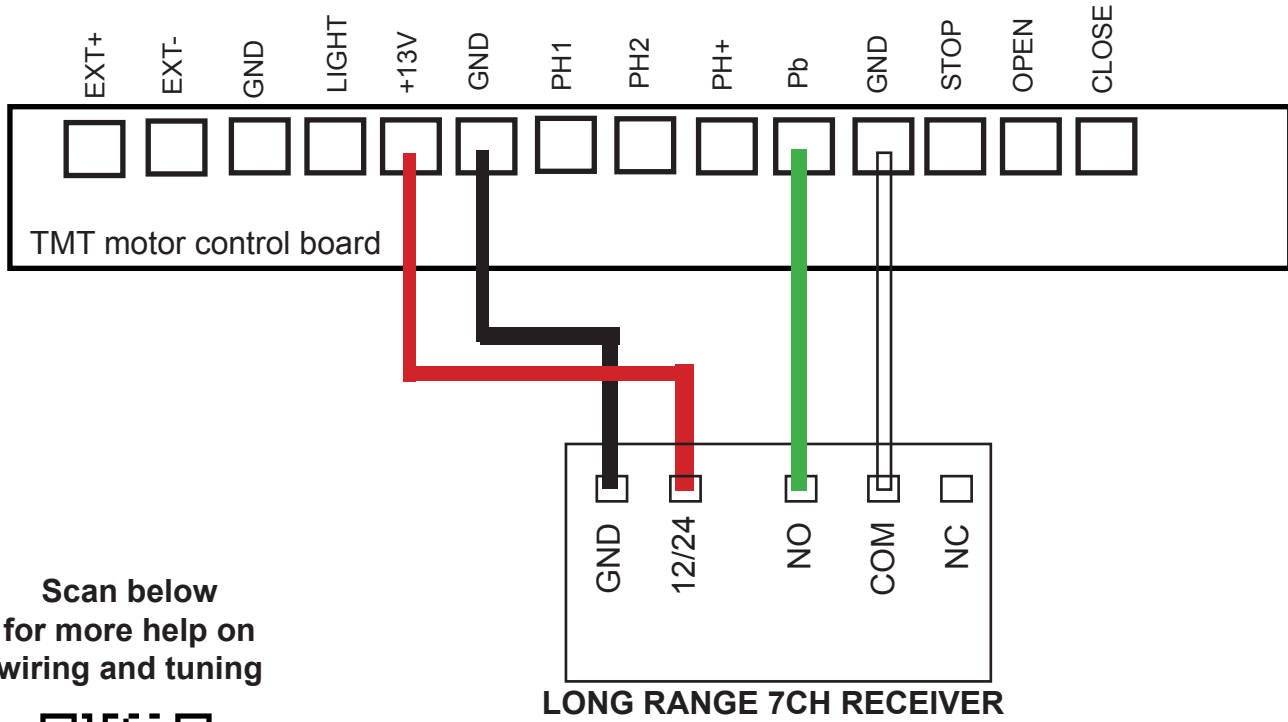 EXT+
EXT-
GND
LIGHT
+13V
GND
PH1
PH2
PH+
Pb
GND
STOP
OPEN
CLOSE
TMT motor control board
GND
12/24
NO
COM
NC
LONG RANGE 7CH RECEIVER
Scan below
for more help on
wiring and tuning